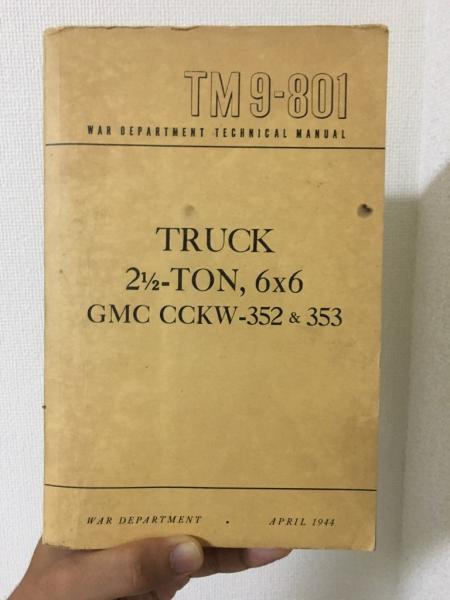 TM 9-801
WAR DEPARTMENT TECHNICAL MANUAL
TRUCK
2½-TON, 6x6
GMC CCKW-352 & 353
WAR DEPARTMENT • APRIL 1944